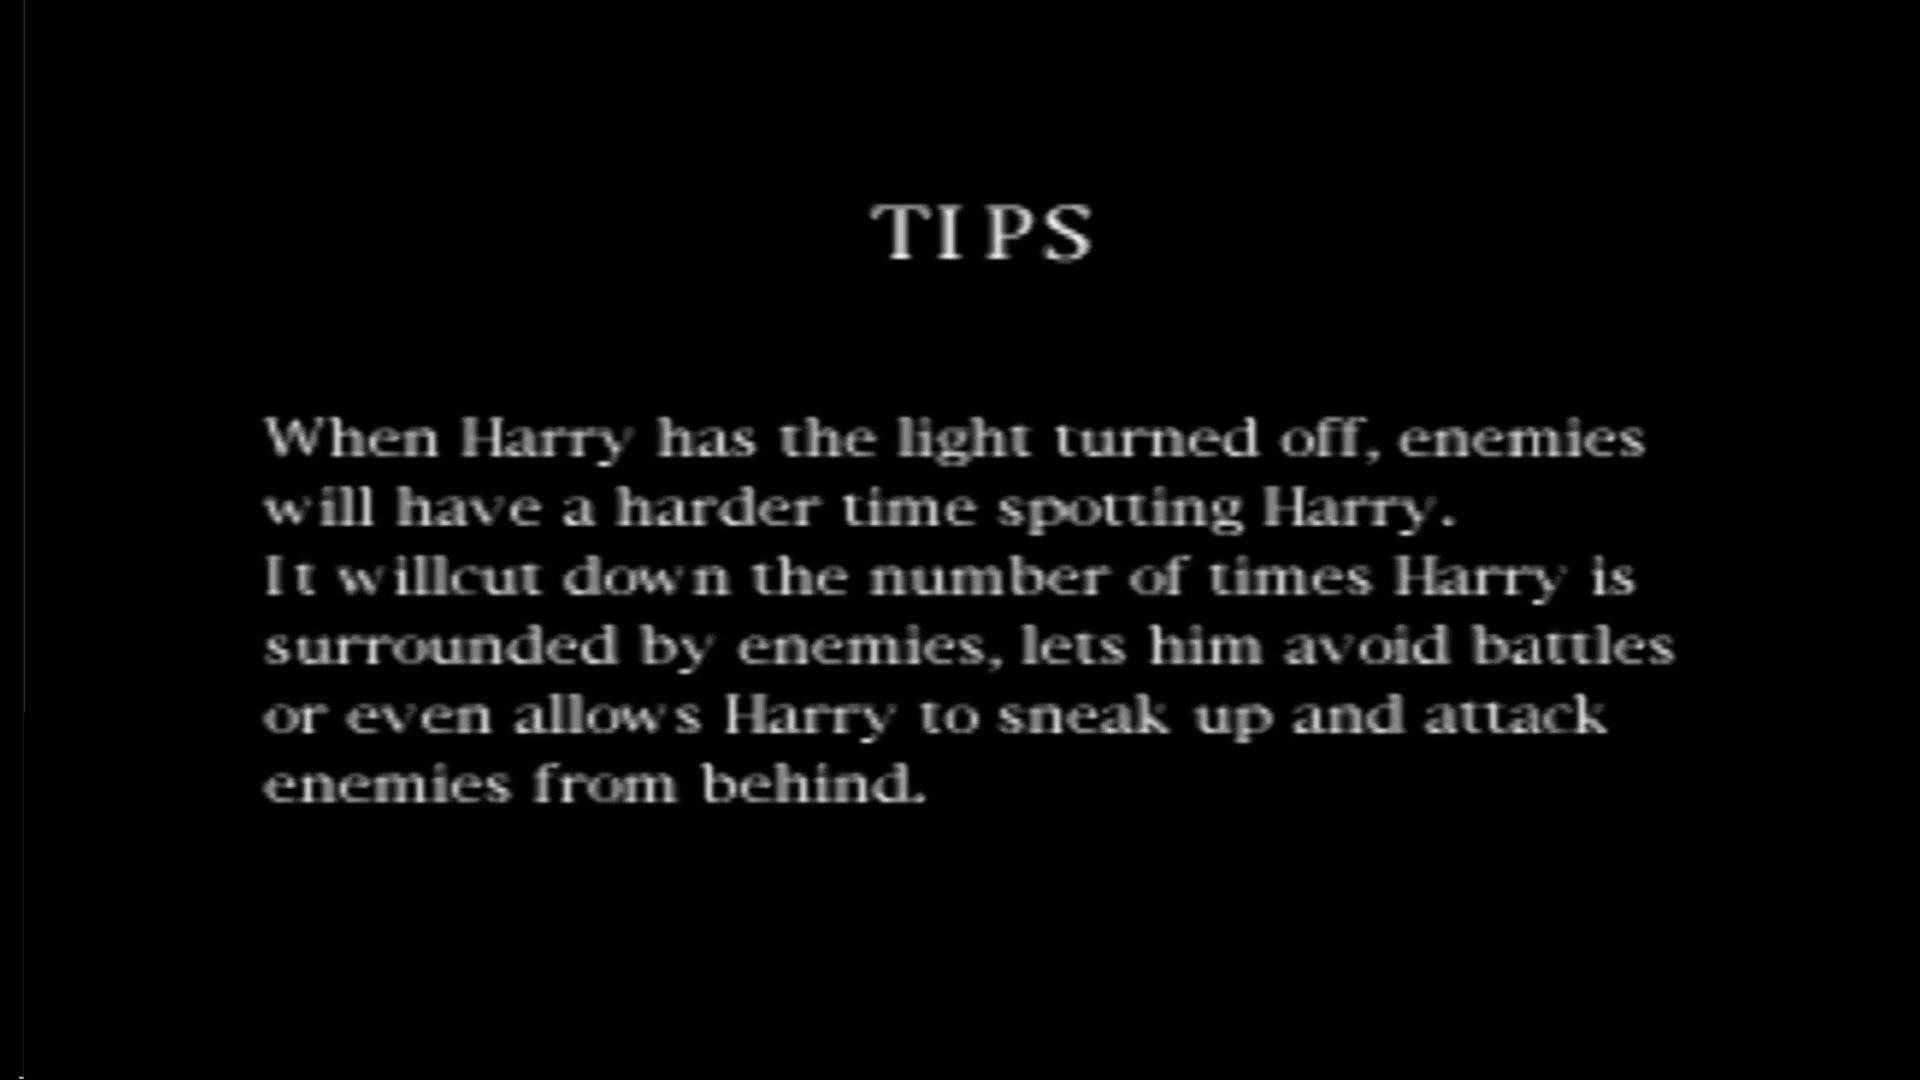 TIPS
When Harry has the light turned off, enemies
will have a harder time spotting Harry.
It willcut down the number of times Harry is
surrounded by enemies, lets him avoid battles
or even allows Harry to sneak up and attack
enemies from behind.